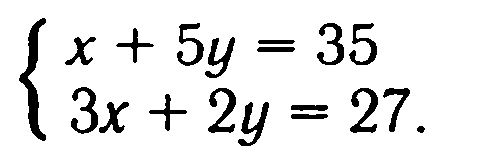 x + 5y = 35
3x + 2y = 27.